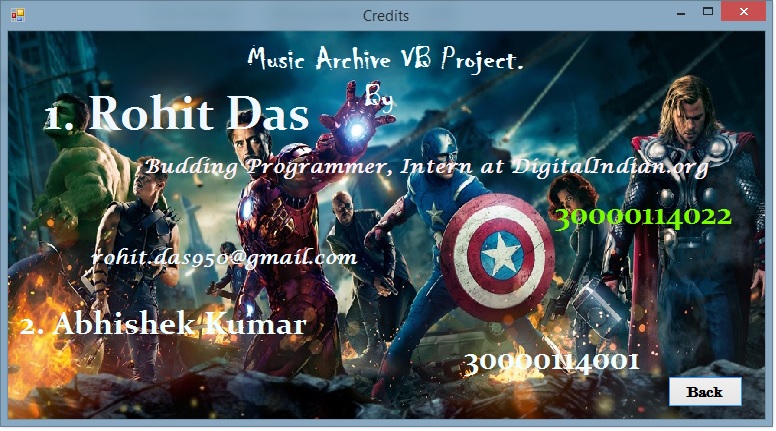 Credits
Music Archive VB Project.
By
1. Rohit Das
Budding Programmer, Intern at DigitalIndian.org
30000114022
rohit.das950@gmail.com
2. Abhishek Kumar
30000114001
Back